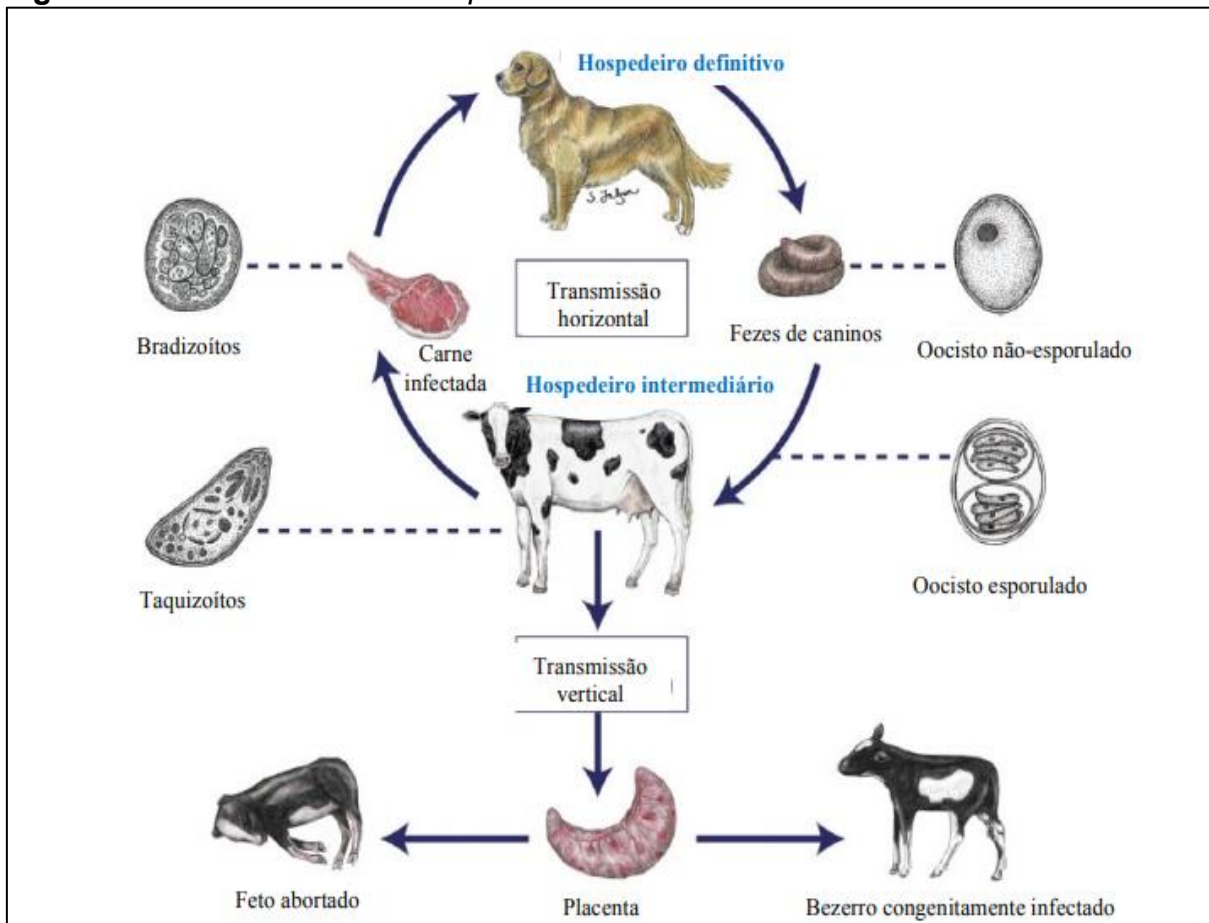 Hospedeiro definitivo
Transmissão
horizontal
Bradizoítos
Carne
infectada
Fezes de caninos
Oocisto não-esporulado
Hospedeiro intermediário
Taquizoítos
Oocisto esporulado
Transmissão
vertical
Feto abortado
Placenta
Bezerro congenitamente infectado